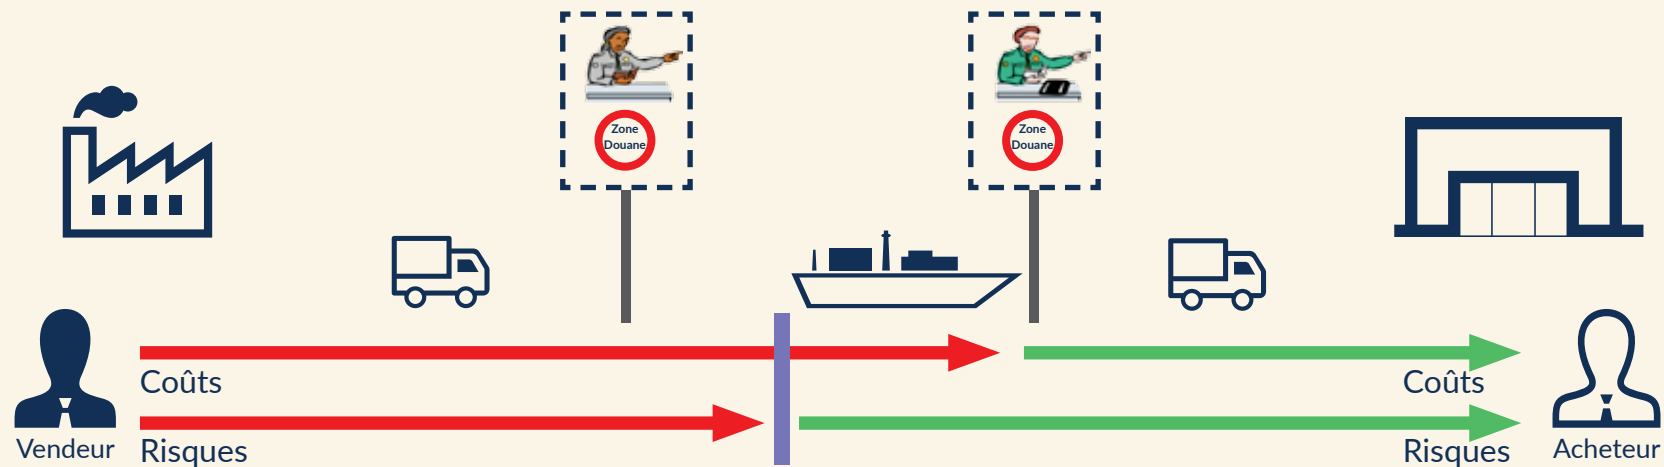 Zone
Douane
Zone
Douane
Coûts
Coûts
Vendeur
Risques
Risques
Acheteur